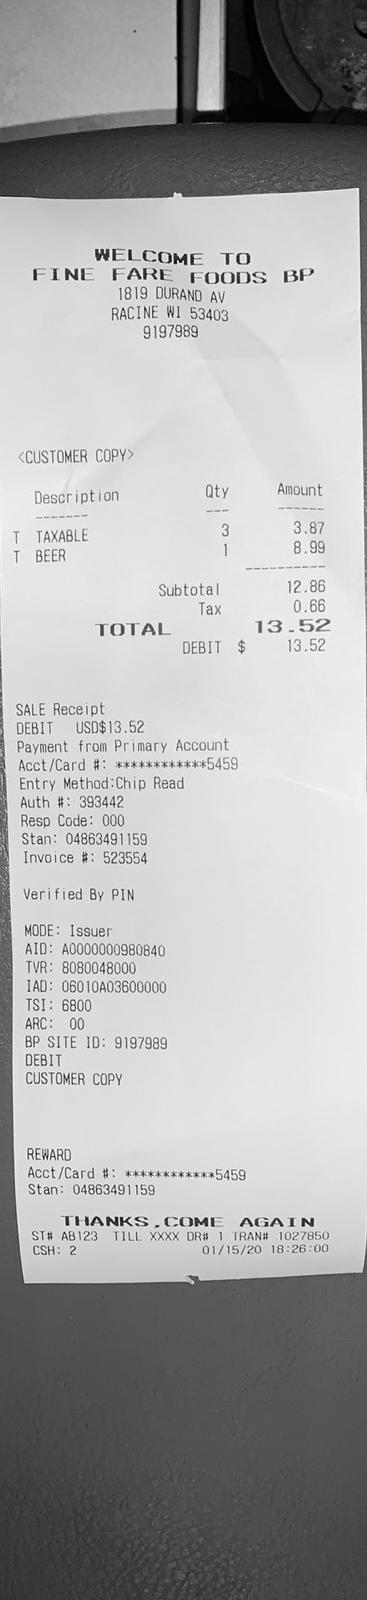 WELCOME TO
FINE FARE FOODS BP
1819 DURAND AV
RACINE WI 53403
9197989
<CUSTOMER COPY>
Description Qty Amount
------- --- ------
T TAXABLE 3 3.87
T BEER 1 8.99
----------
Subtotal 12.86
Tax 0.66
TOTAL 13.52
DEBIT $ 13.52
SALE Receipt
DEBIT USD$13.52
Payment from Primary Account
Acct/Card #: ************5459
Entry Method:Chip Read
Auth #: 393442
Resp Code: 000
Stan: 04863491159
Invoice #: 523554
Verified By PIN
MODE: Issuer
AID: A0000000980840
TVR: 8080048000
IAD: 06010A03600000
TSI: 6800
ARC: 00
BP SITE ID: 9197989
DEBIT
CUSTOMER COPY
REWARD
Acct/Card #: ************5459
Stan: 04863491159
THANKS,COME AGAIN
ST# AB123 TILL XXXX DR# 1 TRAN# 1027850
CSH: 2 01/15/20 18:26:00